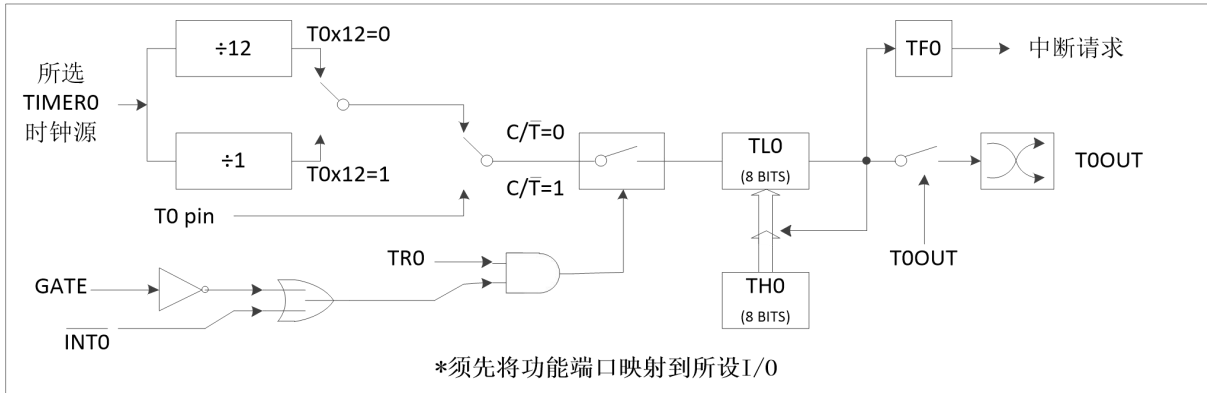 ÷12
T0x12=0
所选
TIMER0
时钟源
÷1
T0x12=1
T0 pin
C/T̅=0
C/T̅=1
TL0
(8 BITS)
TF0
中断请求
T0OUT
T0OUT
TR0
GATE
I̅N̅T̅0̅
TH0
(8 BITS)
*须先将功能端口映射到所设I/0